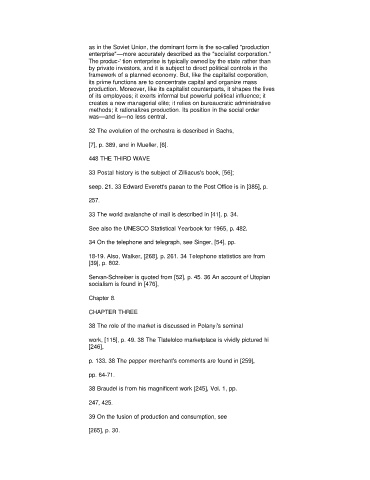 as in the Soviet Union, the dominant form is the so-called "production
enterprise"—more accurately described as the "socialist corporation."
The produc-' tion enterprise is typically owned by the state rather than
by private investors, and it is subject to direct political controls in the
framework of a planned economy. But, like the capitalist corporation,
its prime functions are to concentrate capital and organize mass
production. Moreover, like its capitalist counterparts, it shapes the lives
of its employees; it exerts informal but powerful political influence; it
creates a new managerial elite; it relies on bureaucratic administrative
methods; it rationalizes production. Its position in the social order
was—and is—no less central.
32 The evolution of the orchestra is described in Sachs,
[7], p. 389, and in Mueller, [6].
448 THE THIRD WAVE
33 Postal history is the subject of Zilliacus's book, [56];
seep. 21. 33 Edward Everett's paean to the Post Office is in [385], p.
257.
33 The world avalanche of mail is described in [41], p. 34.
See also the UNESCO Statistical Yearbook for 1965, p. 482.
34 On the telephone and telegraph, see Singer, [54], pp.
18-19. Also, Walker, [268], p. 261. 34 Telephone statistics are from
[39], p. 802.
Servan-Schreiber is quoted from [52], p. 45. 36 An account of Utopian
socialism is found in [476],
Chapter 8.
CHAPTER THREE
38 The role of the market is discussed in Polanyi's seminal
work, [115], p. 49. 38 The Tlatelolco marketplace is vividly pictured hi
[246],
p. 133. 38 The pepper merchant's comments are found in [259],
pp. 64-71.
38 Braudel is from his magnificent work [245], Vol. 1, pp.
247, 425.
39 On the fusion of production and consumption, see
[265], p. 30.